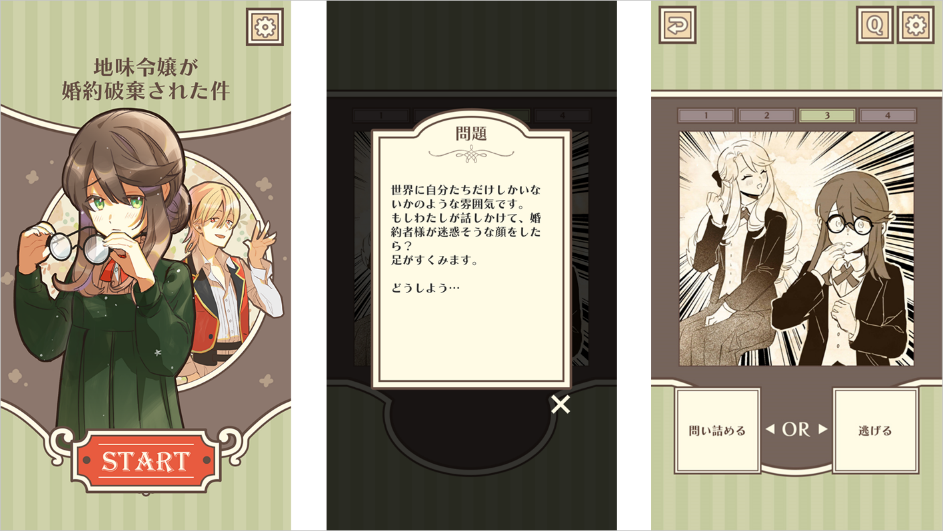 地味令嬢が
婚約破棄された件
START
1
4
問題
世界に自分たちだけしかいな
いかのような雰囲気です。
もしわたしが話しかけて、婚
約者様が迷惑そうな顔をした
ら？
足がすくみます。
どうしよう…
Q
1
2
3
4
問い詰める
OR
逃げる